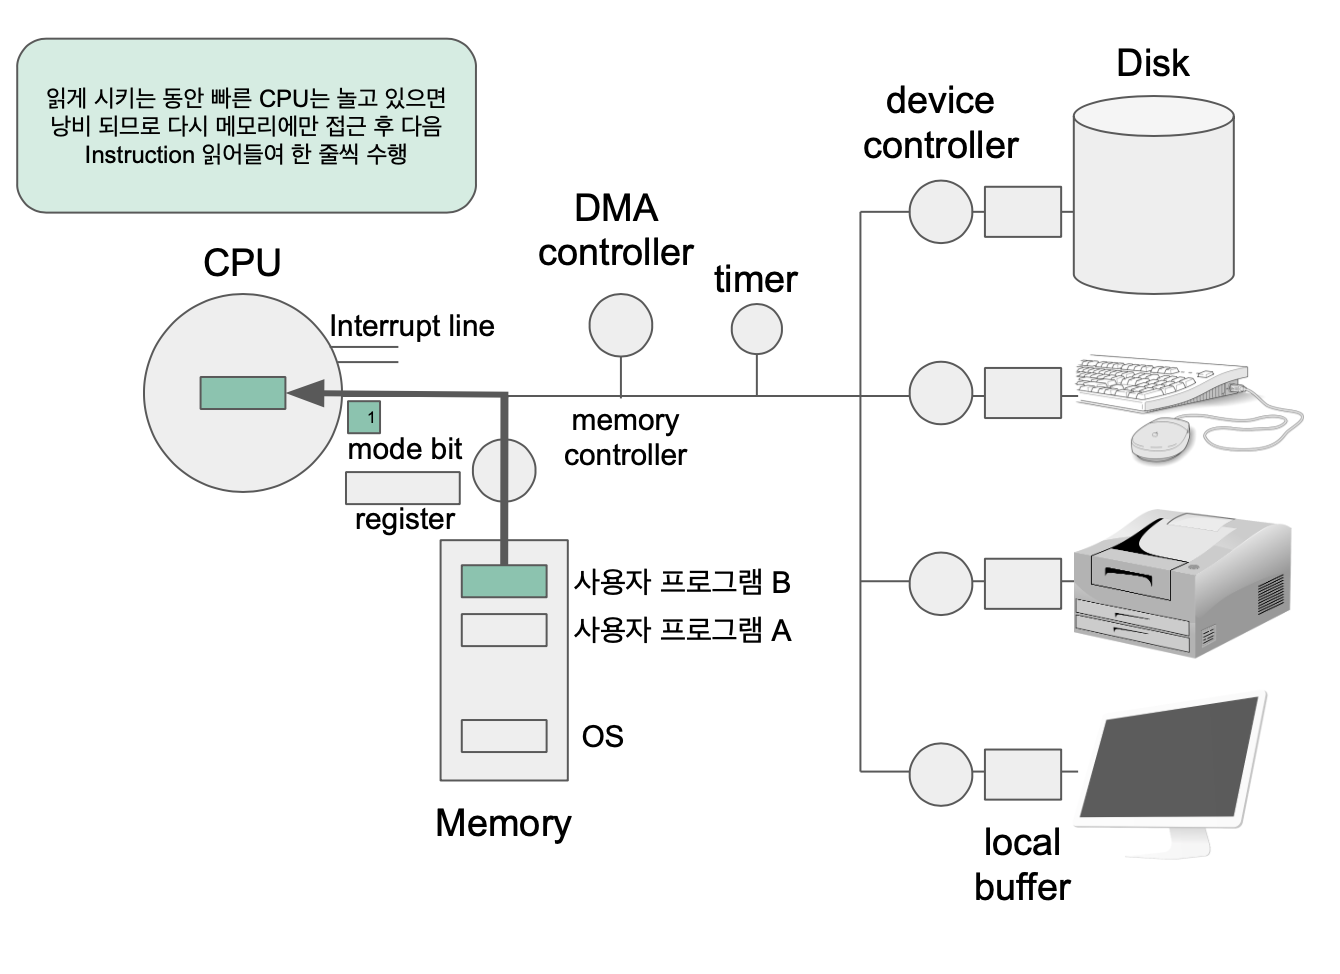 읽게 시키는 동안 빠른 CPU는 놀고 있으면
낭비 되므로 다시 메모리에만 접근 후 다음
Instruction 읽어들여 한 줄씩 수행
Disk
device
controller
DMA
controller
timer
CPU
Interrupt line
1
mode bit
register
memory
controller
사용자 프로그램 B
사용자 프로그램 A
OS
Memory
local
buffer